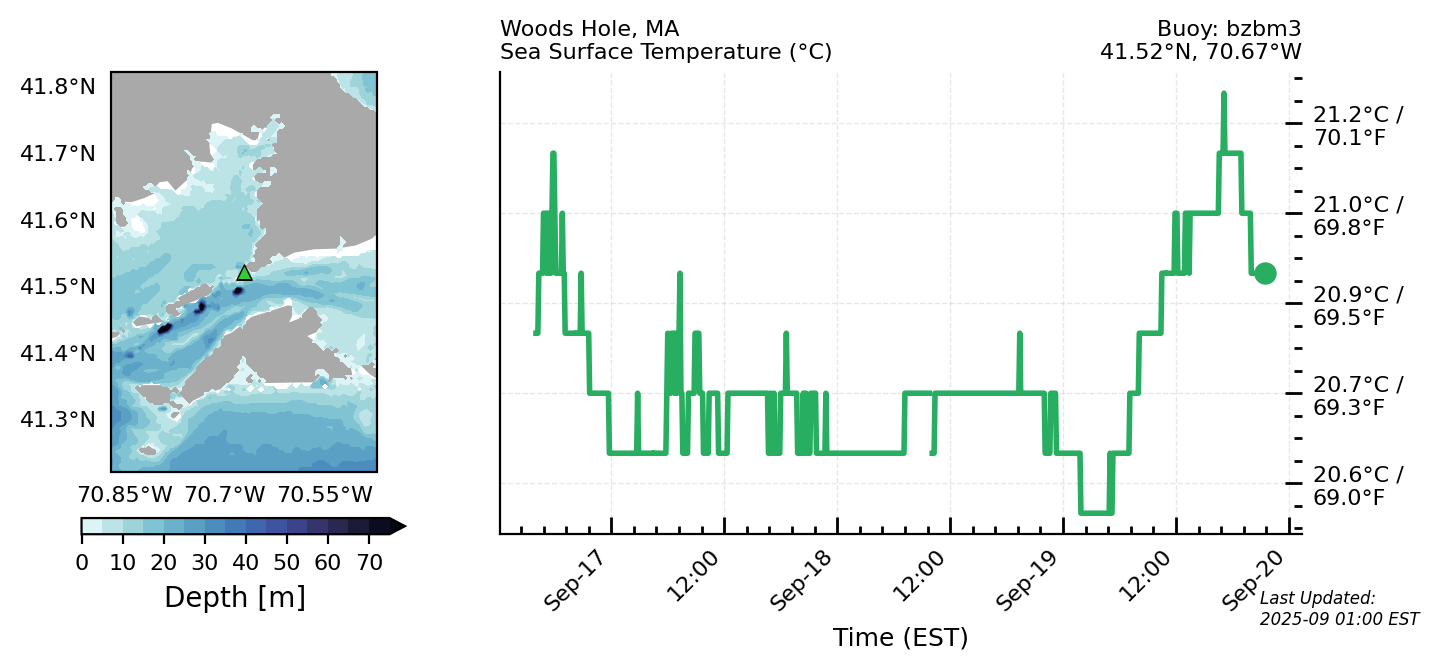 Woods Hole, MA
Sea Surface Temperature (°C)
Buoy: bzbm3
41.52°N, 70.67°W
41.8°N
41.7°N
41.6°N
41.5°N
41.4°N
41.3°N
70.85°W 70.7°W 70.55°W
0 10 20 30 40 50 60 70
Depth [m]
21.2°C /
70.1°F
21.0°C /
69.8°F
20.9°C /
69.5°F
20.7°C /
69.3°F
20.6°C /
69.0°F
Sep-17 12:00 Sep-18 12:00 Sep-19 12:00 Sep-20
Time (EST)
Last Updated:
2025-09 01:00 EST